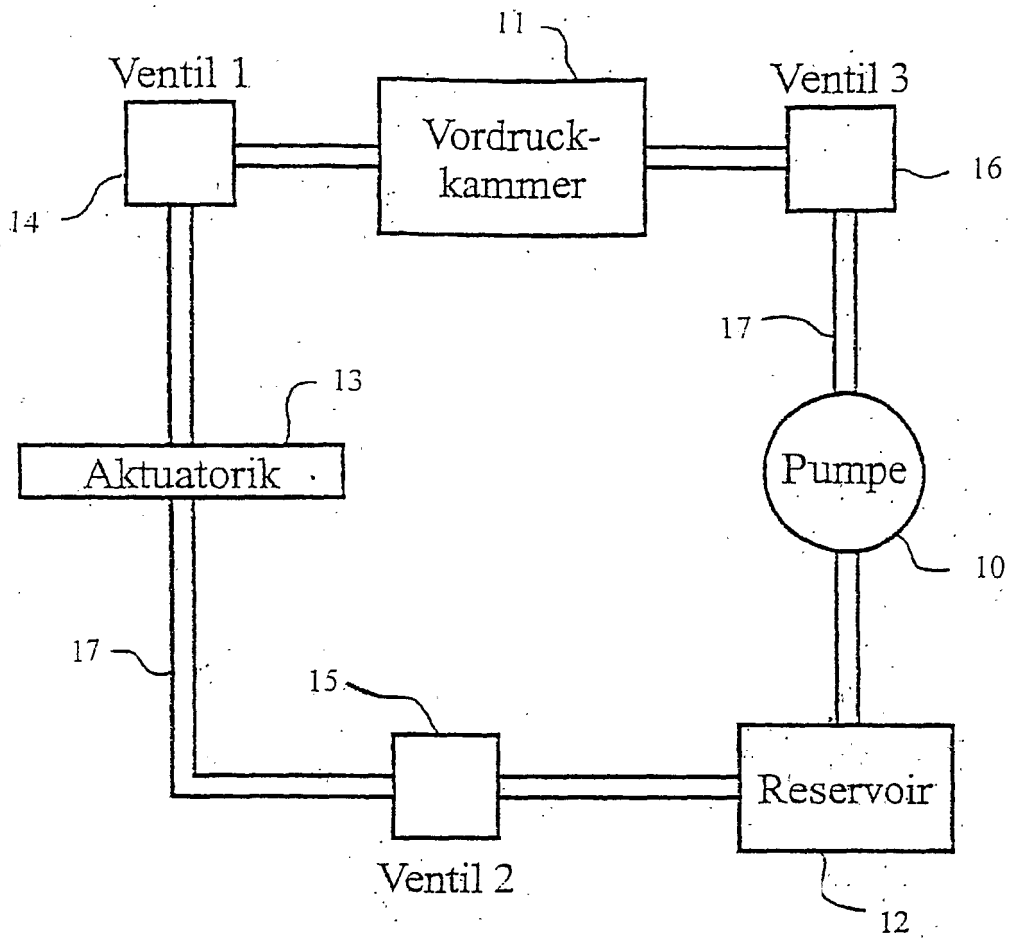 11
Ventil 1
Ventil 3
Vordruck-
kammer
16
14
17
13
Aktuatorik
Pumpe
10
17
15
Reservoir
Ventil 2
12